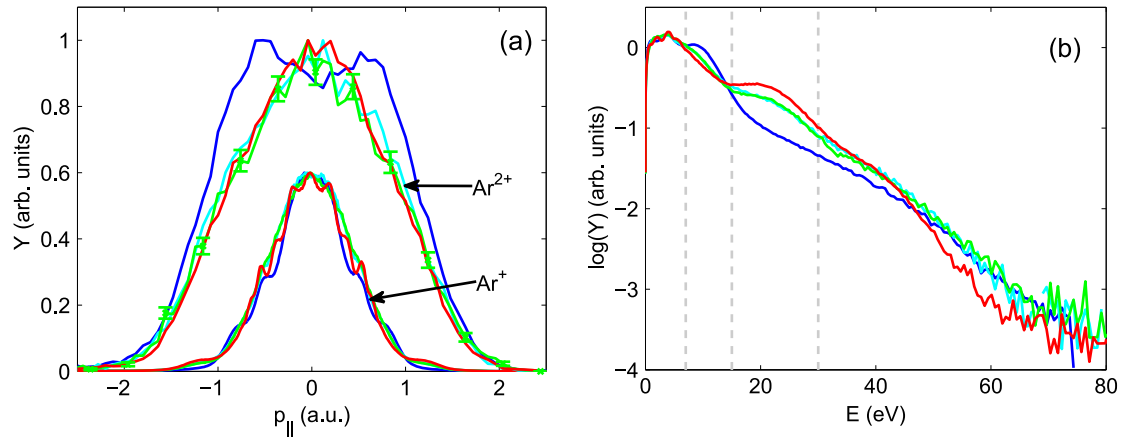 (a)
1
0.8
0.6
0.4
0.2
0
Y (arb. units)
Ar2+
Ar+
−2
−1
0
1
2
p|| (a.u.)
(b)
0
−1
−2
−3
−4
log(Y) (arb. units)
0
20
40
60
80
E (eV)